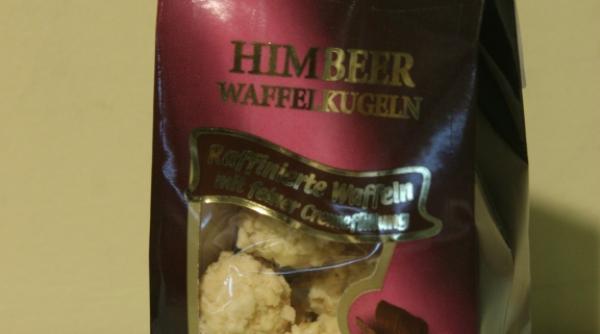 HIMBEER
WAFFELKUGELN
Raffinierte Waffeln
mit feiner Cremefüllung